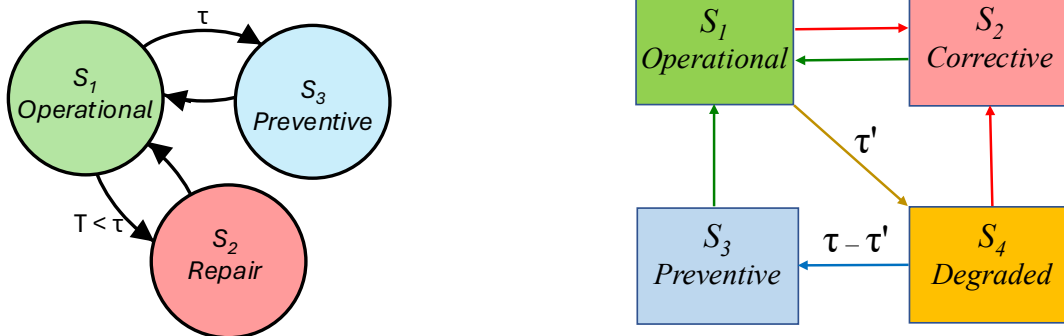 τ
S1
Operational
S3
Preventive
T < τ
S2
Repair
S1
Operational
S2
Corrective
τ'
S3
Preventive
τ – τ'
S4
Degraded